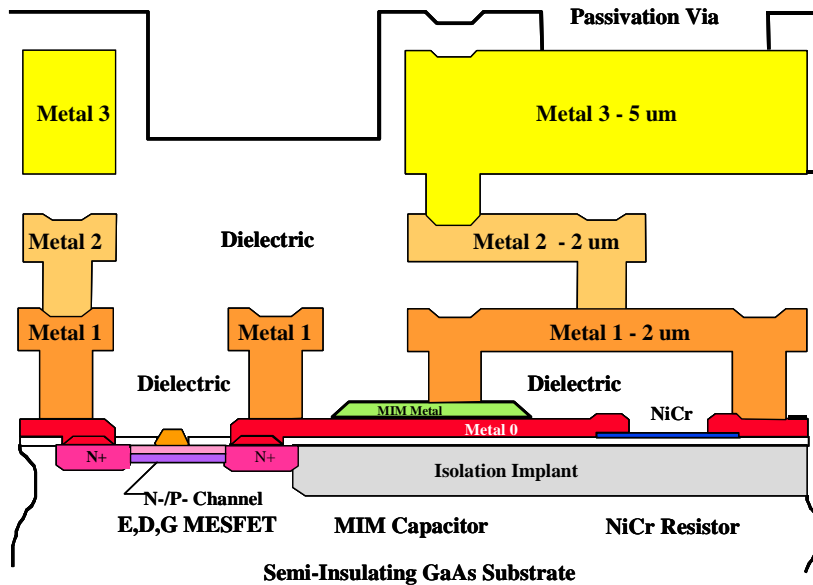 Passivation Via
Metal 3
Metal 3 - 5 um
Metal 2
Dielectric
Metal 2 - 2 um
Metal 1
Metal 1
Metal 1 - 2 um
Dielectric
Dielectric
MIM Metal
NiCr
Metal 0
N+
N+
Isolation Implant
N-/P- Channel
E,D,G MESFET
MIM Capacitor
NiCr Resistor
Semi-Insulating GaAs Substrate